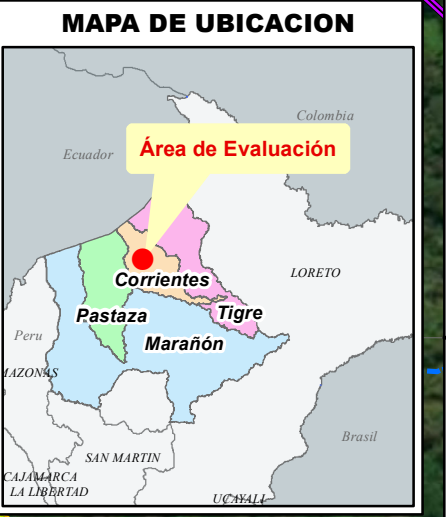 MAPA DE UBICACION
Colombia
Ecuador
Área de Evaluación
LORETO
Corrientes
Pastaza
Tigre
Peru
Marañón
MAZONAS
Brasil
SAN MARTIN
CAJAMARCA
LA LIBERTAD
UCAYALI